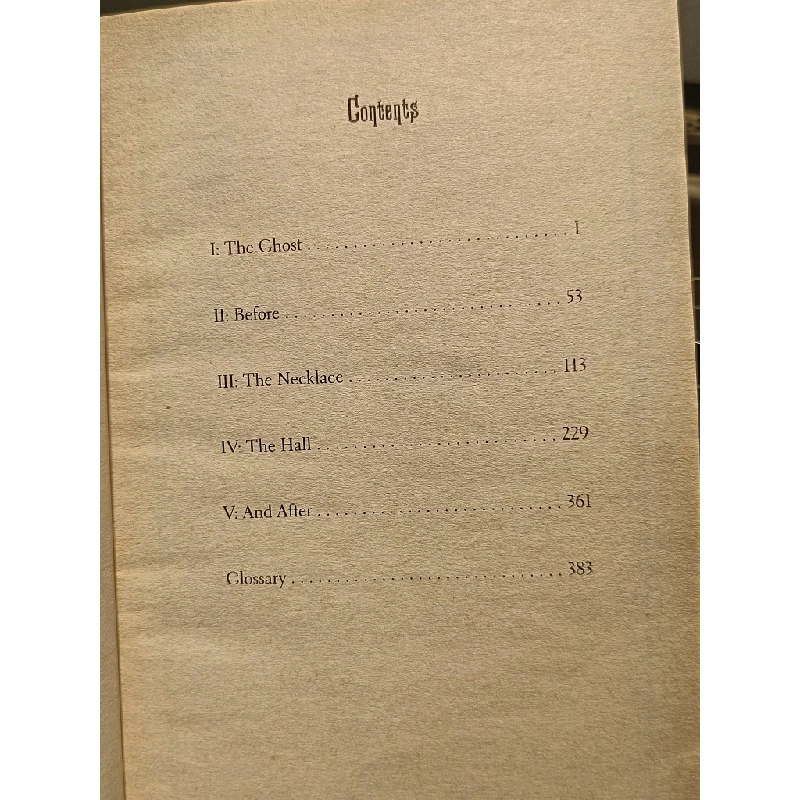 Contents
I: The Ghost . . . . . . . . . . . . . . . . . . . . . . . . . . . . . 1
II: Before . . . . . . . . . . . . . . . . . . . . . . . . . . . . . . 53
III: The Necklace . . . . . . . . . . . . . . . . . . . . . . . 113
IV: The Hall . . . . . . . . . . . . . . . . . . . . . . . . . . . 229
V: And After . . . . . . . . . . . . . . . . . . . . . . . . . . . 361
Glossary . . . . . . . . . . . . . . . . . . . . . . . . . . . . . . 383